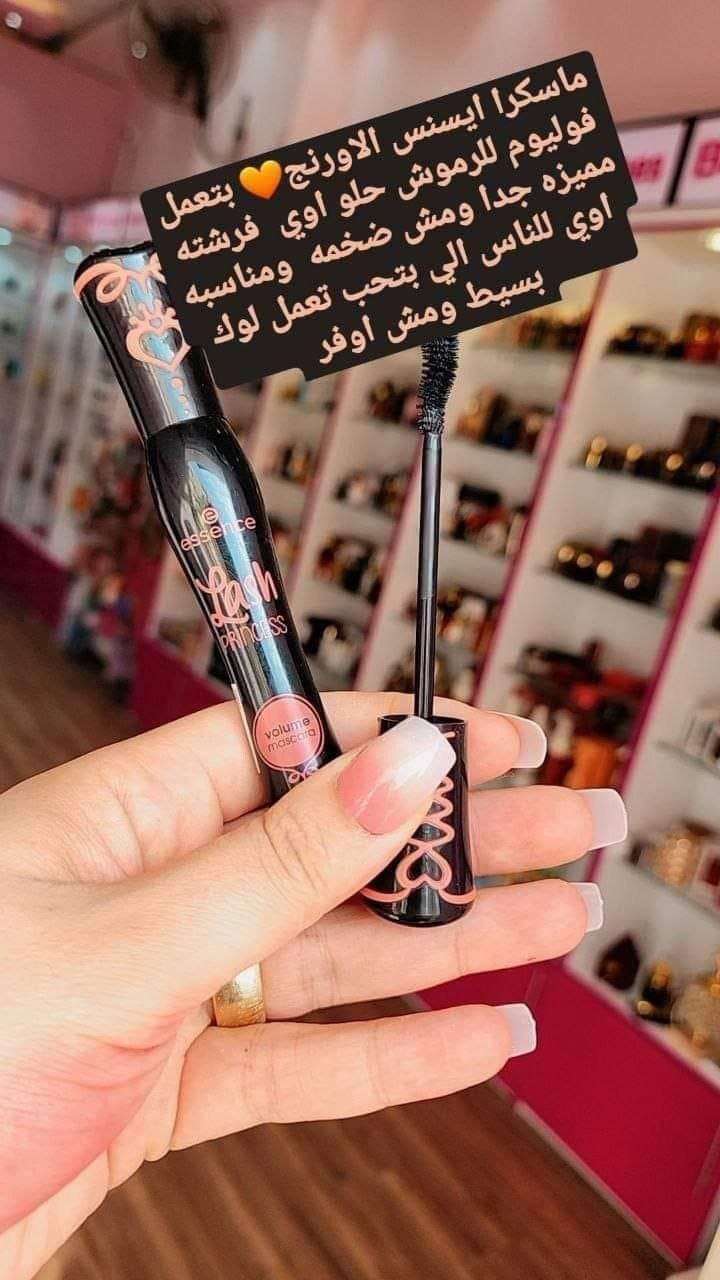 ماسكرا ايسنس الاورنج🧡 بتعمل
فوليوم للرموش حلو اوي فرشته
مميزه جدا ومش ضخمه ومناسبه
اوي للناس الي بتحب تعمل لوك
بسيط ومش اوفر
essence
Lash
PRINCESS
volume
mascara